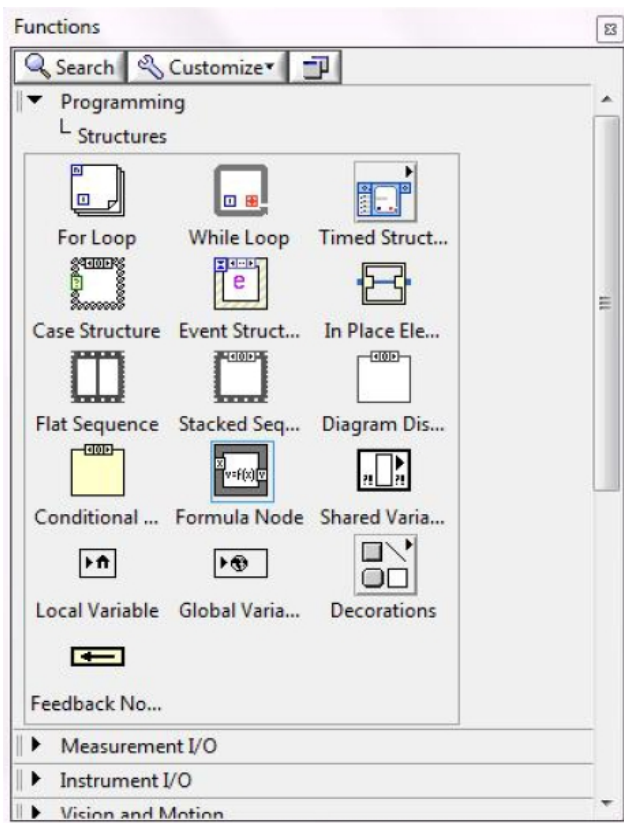 Functions
Search Customize
Programming
Structures
For Loop While Loop Timed Struct...
Case Structure Event Struct... In Place Ele...
Flat Sequence Stacked Seq... Diagram Dis...
Conditional ... Formula Node Shared Varia...
Local Variable Global Varia... Decorations
Feedback No...
Measurement I/O
Instrument I/O
Vision and Motion